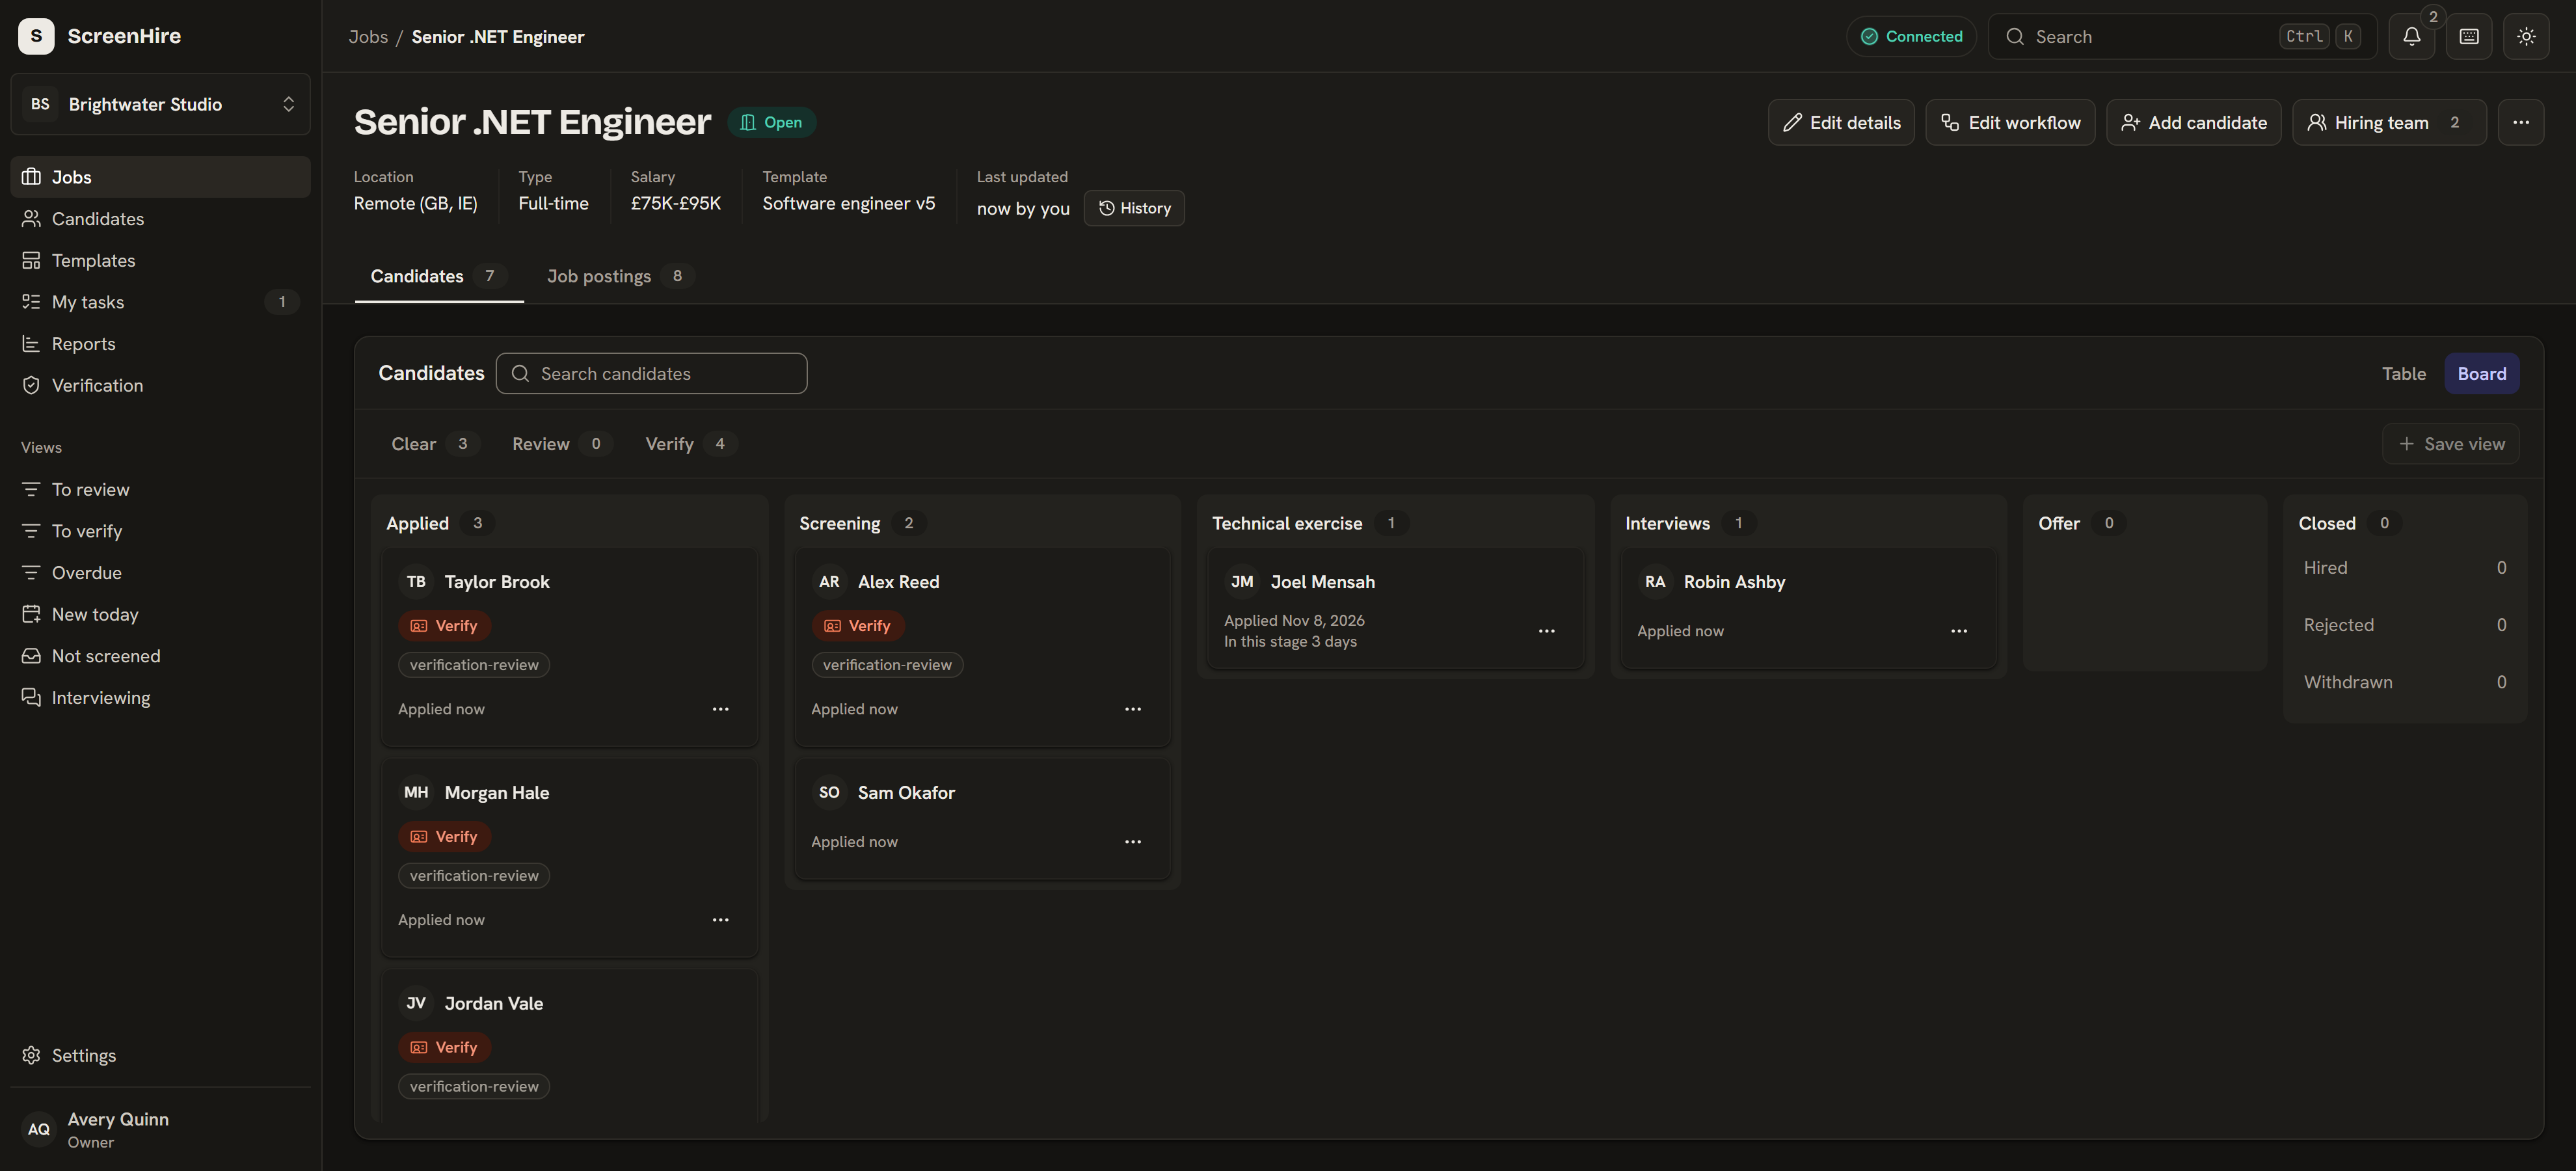 S ScreenHire
BS Brightwater Studio
Jobs
Candidates
Templates
My tasks 1
Reports
Verification
Views
To review
To verify
Overdue
New today
Not screened
Interviewing
Settings
AQ Avery Quinn
Owner
Jobs / Senior .NET Engineer
Connected
Search Ctrl K
2
Senior .NET Engineer Open
Edit details
Edit workflow
Add candidate
Hiring team 2
Location
Remote (GB, IE)
Type
Full-time
Salary
£75K-£95K
Template
Software engineer v5
Last updated
now by you History
Candidates 7 Job postings 8
Candidates Search candidates Table Board
Clear 3 Review 0 Verify 4 Save view
Applied 3
TB Taylor Brook
Verify
verification-review
Applied now
MH Morgan Hale
Verify
verification-review
Applied now
JV Jordan Vale
Verify
verification-review
Screening 2
AR Alex Reed
Verify
verification-review
Applied now
SO Sam Okafor
Applied now
Technical exercise 1
JM Joel Mensah
Applied Nov 8, 2026
In this stage 3 days
Interviews 1
RA Robin Ashby
Applied now
Offer 0
Closed 0
Hired 0
Rejected 0
Withdrawn 0